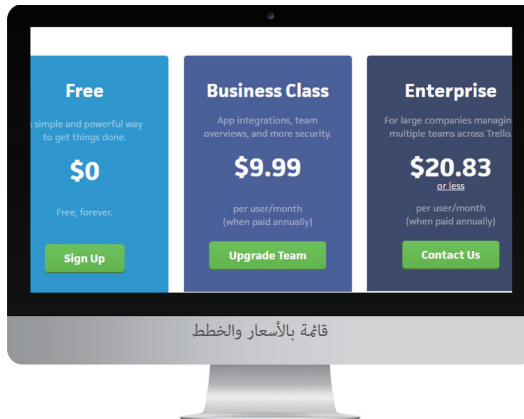 Free
simple and powerful way
to get things done.
$0
Free, forever.
Sign Up
Business Class
App integrations, team
overviews, and more security.
$9.99
per user/month
(when paid annually)
Upgrade Team
Enterprise
For large companies managin
multiple teams across Trello.
$20.83
or less
per user/month
(when paid annually)
Contact Us
قائمة بالأسعار والخطط